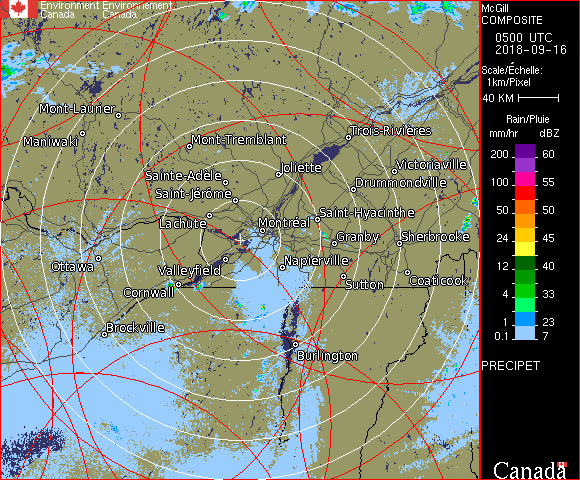 Environment Environnement
Canada Canada
Mont-Laurier
Maniwaki
Mont-Tremblant
Trois-Rivières
Joliette
Victoriaville
Sainte-Adèle
Drummondville
Saint-Jérôme
Lachute
Montréal
Saint-Hyacinthe
Granby
Sherbrooke
Ottawa
Valleyfield
Napierville
Cornwall
Sutton
Coaticook
Brockville
Burlington
McGill
COMPOSITE
0500 UTC
2018-09-16
Scale/Échelle:
1km/Pixel
40 KM
Rain/Pluie
mm/hr dBZ
200 60
150 57
100 55
50 50
24 45
12 40
4 33
1 23
0.1 7
PRECIPET
Canada